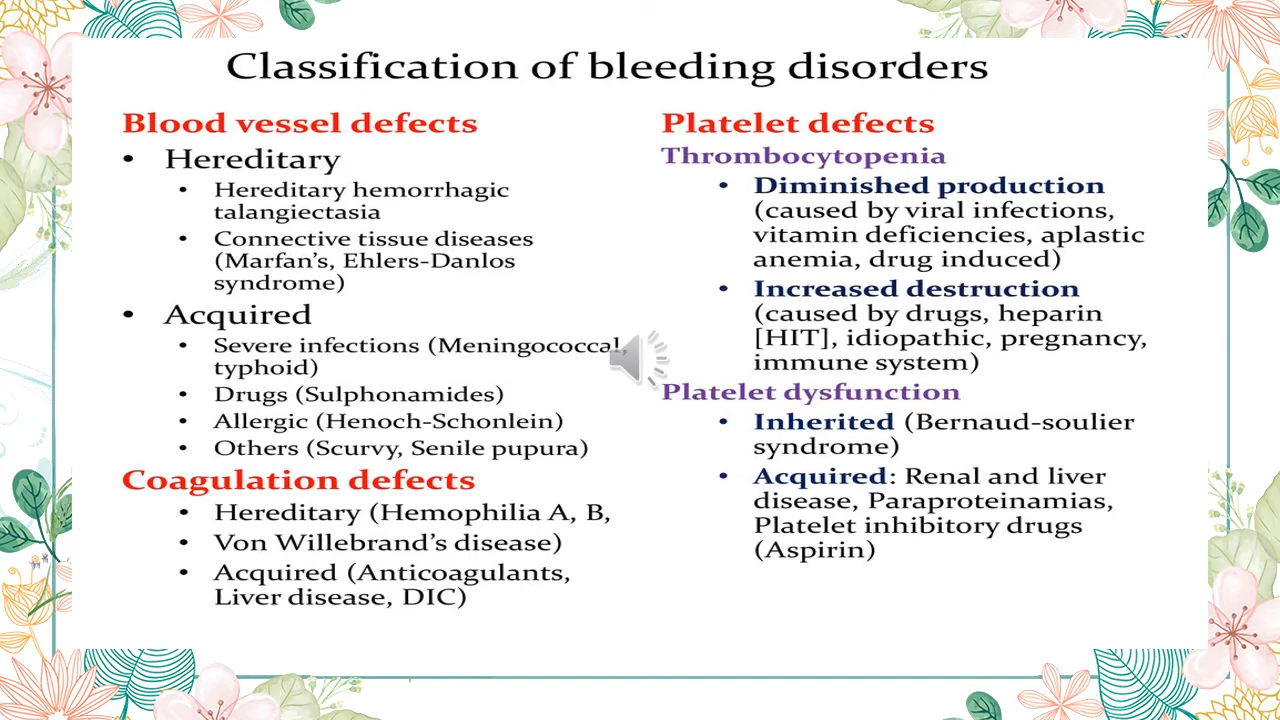 Classification of bleeding disorders
Blood vessel defects
• Hereditary
• Hereditary hemorrhagic
talangiectasia
• Connective tissue diseases
(Marfan's, Ehlers-Danlos
syndrome)
• Acquired
• Severe infections (Meningococcal,
typhoid)
• Drugs (Sulphonamides)
• Allergic (Henoch-Schonlein)
• Others (Scurvy, Senile pupura)
Coagulation defects
• Hereditary (Hemophilia A, B,
• Von Willebrand's disease)
• Acquired (Anticoagulants,
Liver disease, DIC)
Platelet defects
Thrombocytopenia
• Diminished production
(caused by viral infections,
vitamin deficiencies, aplastic
anemia, drug induced)
• Increased destruction
(caused by drugs, heparin
[HIT], idiopathic, pregnancy,
immune system)
Platelet dysfunction
• Inherited (Bernaud-soulier
syndrome)
• Acquired: Renal and liver
disease, Paraproteinamias,
Platelet inhibitory drugs
(Aspirin)